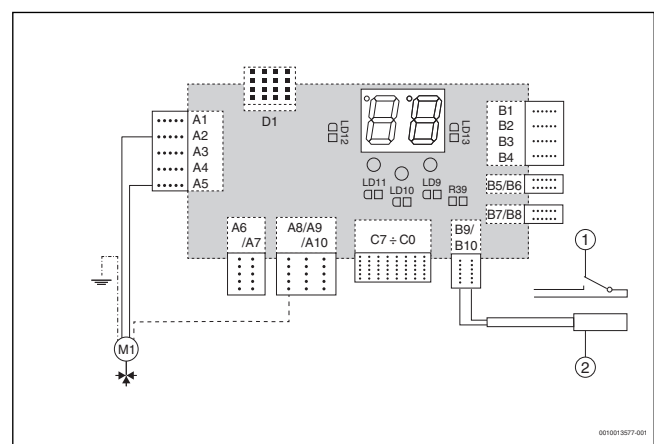 A1
A2
A3
A4
A5
D1
LD12
88
LD13
LD11
LD10
LD9
R39
B1
B2
B3
B4
B5/B6
B7/B8
A6
/A7
A8/A9
/A10
C7 ÷ C0
B9/
B10
1
M1
2
0010013577-001